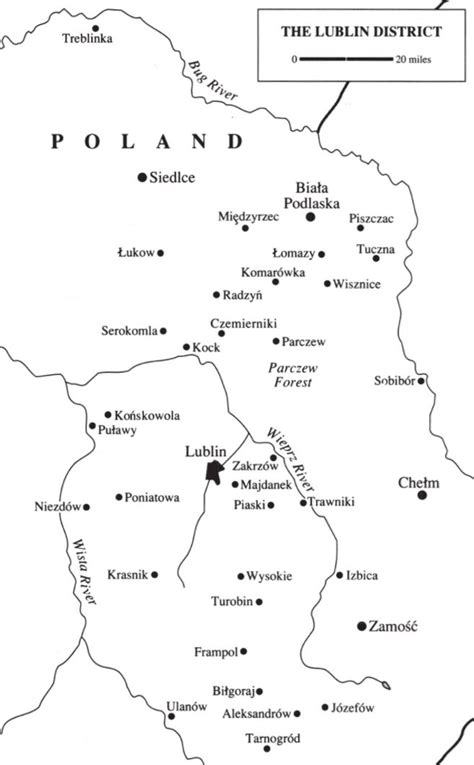 THE LUBLIN DISTRICT
0 20 miles
Treblinka
Bug River
POLAND
Siedlce
Biała
Podlaska
Międzyrzec
Piszczac
Łukow
Łomazy
Tuczna
Komarówka
Wisznice
Radzyń
Serokomla
Czemierniki
Kock
Parczew
Parczew
Forest
Sobibór
Końskowola
Puławy
Wieprz River
Lublin
Zakrzów
Majdanek
Chełm
Niezdów
Poniatowa
Piaski
Trawniki
Wista River
Krasnik
Wysokie
Izbica
Turobin
Zamość
Frampol
Biłgoraj
Ulanów
Aleksandrów
Józefów
Tarnogród